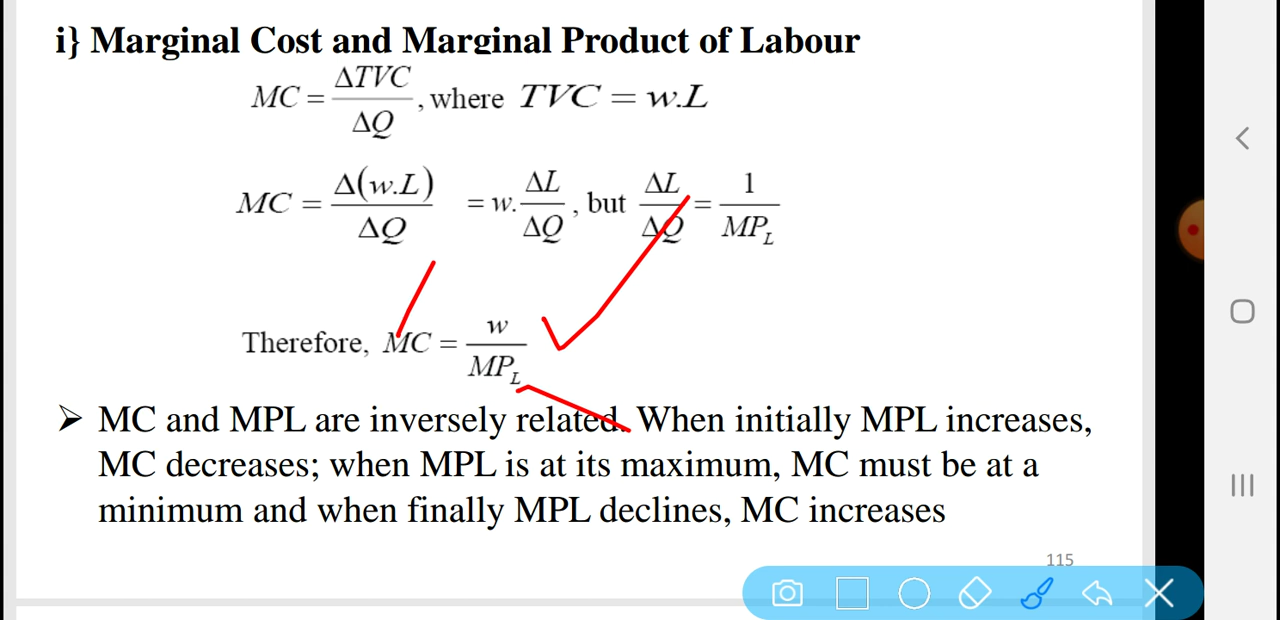 i} Marginal Cost and Marginal Product of Labour
MC = ΔTVC/ΔQ , where TVC = w.L
MC = Δ(w.L)/ΔQ = w. ΔL/ΔQ , but ΔL/ΔQ = 1/MP_L
Therefore, MC = w/MP_L
➢ MC and MPL are inversely related. When initially MPL increases,
MC decreases; when MPL is at its maximum, MC must be at a
minimum and when finally MPL declines, MC increases
115